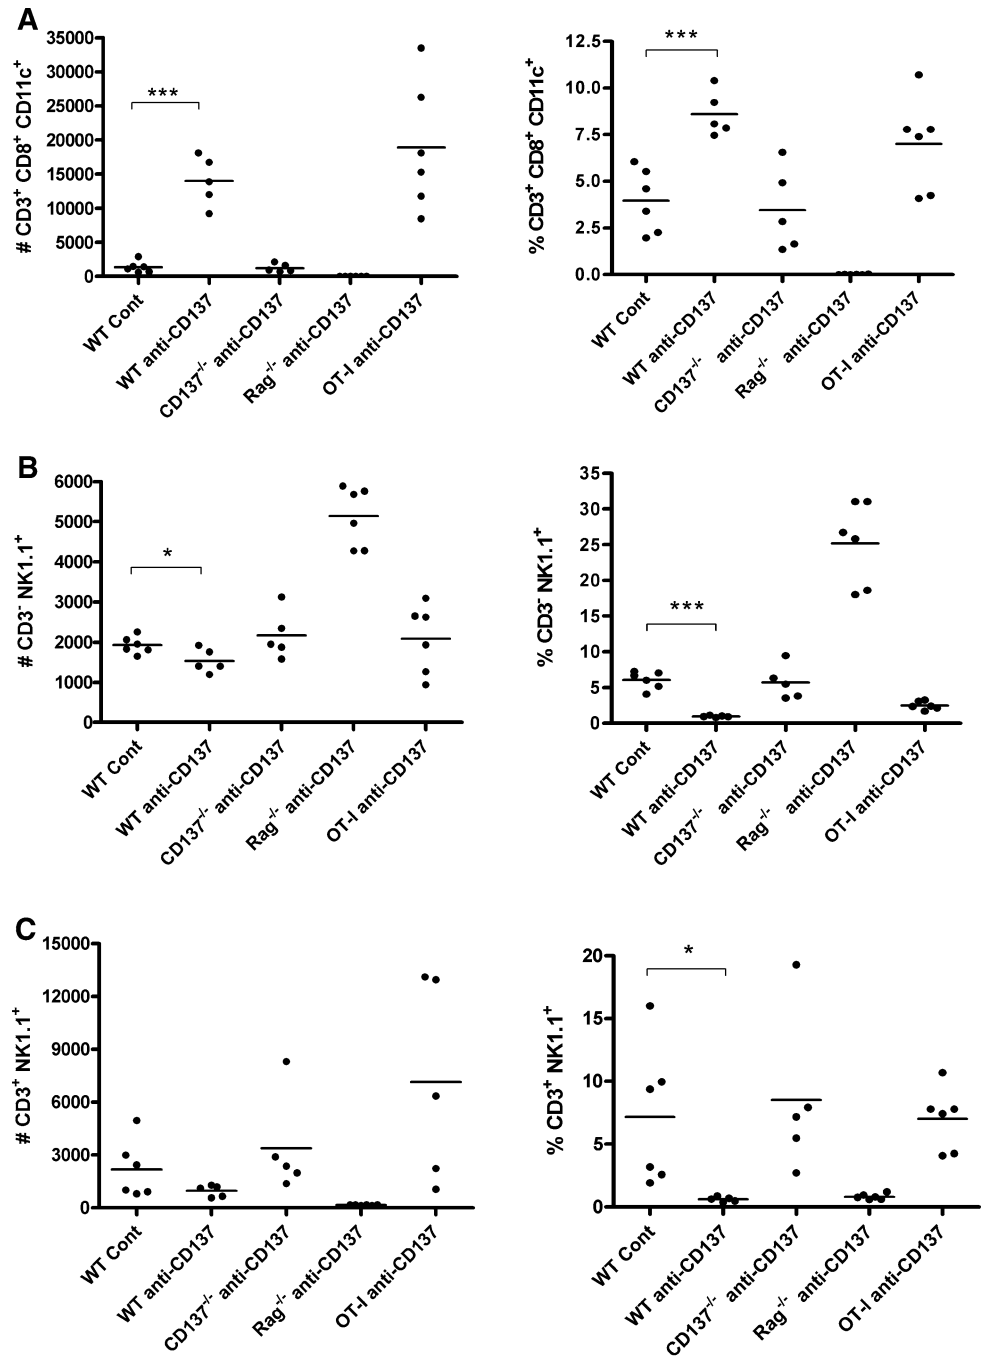 A
35000
30000
25000
20000
15000
10000
5000
0
# CD3+ CD8+ CD11c+
***
WT Cont
WT anti-CD137
CD137-/- anti-CD137
Rag-/- anti-CD137
OT-I anti-CD137
12.5
10.0
7.5
5.0
2.5
0.0
% CD3+ CD8+ CD11c+
***
WT Cont
WT anti-CD137
CD137-/- anti-CD137
Rag-/- anti-CD137
OT-I anti-CD137
B
6000
5000
4000
3000
2000
1000
0
# CD3- NK1.1+
*
WT Cont
WT anti-CD137
CD137-/- anti-CD137
Rag-/- anti-CD137
OT-I anti-CD137
35
30
25
20
15
10
5
0
% CD3- NK1.1+
***
WT Cont
WT anti-CD137
CD137-/- anti-CD137
Rag-/- anti-CD137
OT-I anti-CD137
C
15000
12000
9000
6000
3000
0
# CD3+ NK1.1+
WT Cont
WT anti-CD137
CD137-/- anti-CD137
Rag-/- anti-CD137
OT-I anti-CD137
20
15
10
5
0
% CD3+ NK1.1+
*
WT Cont
WT anti-CD137
CD137-/- anti-CD137
Rag-/- anti-CD137
OT-I anti-CD137